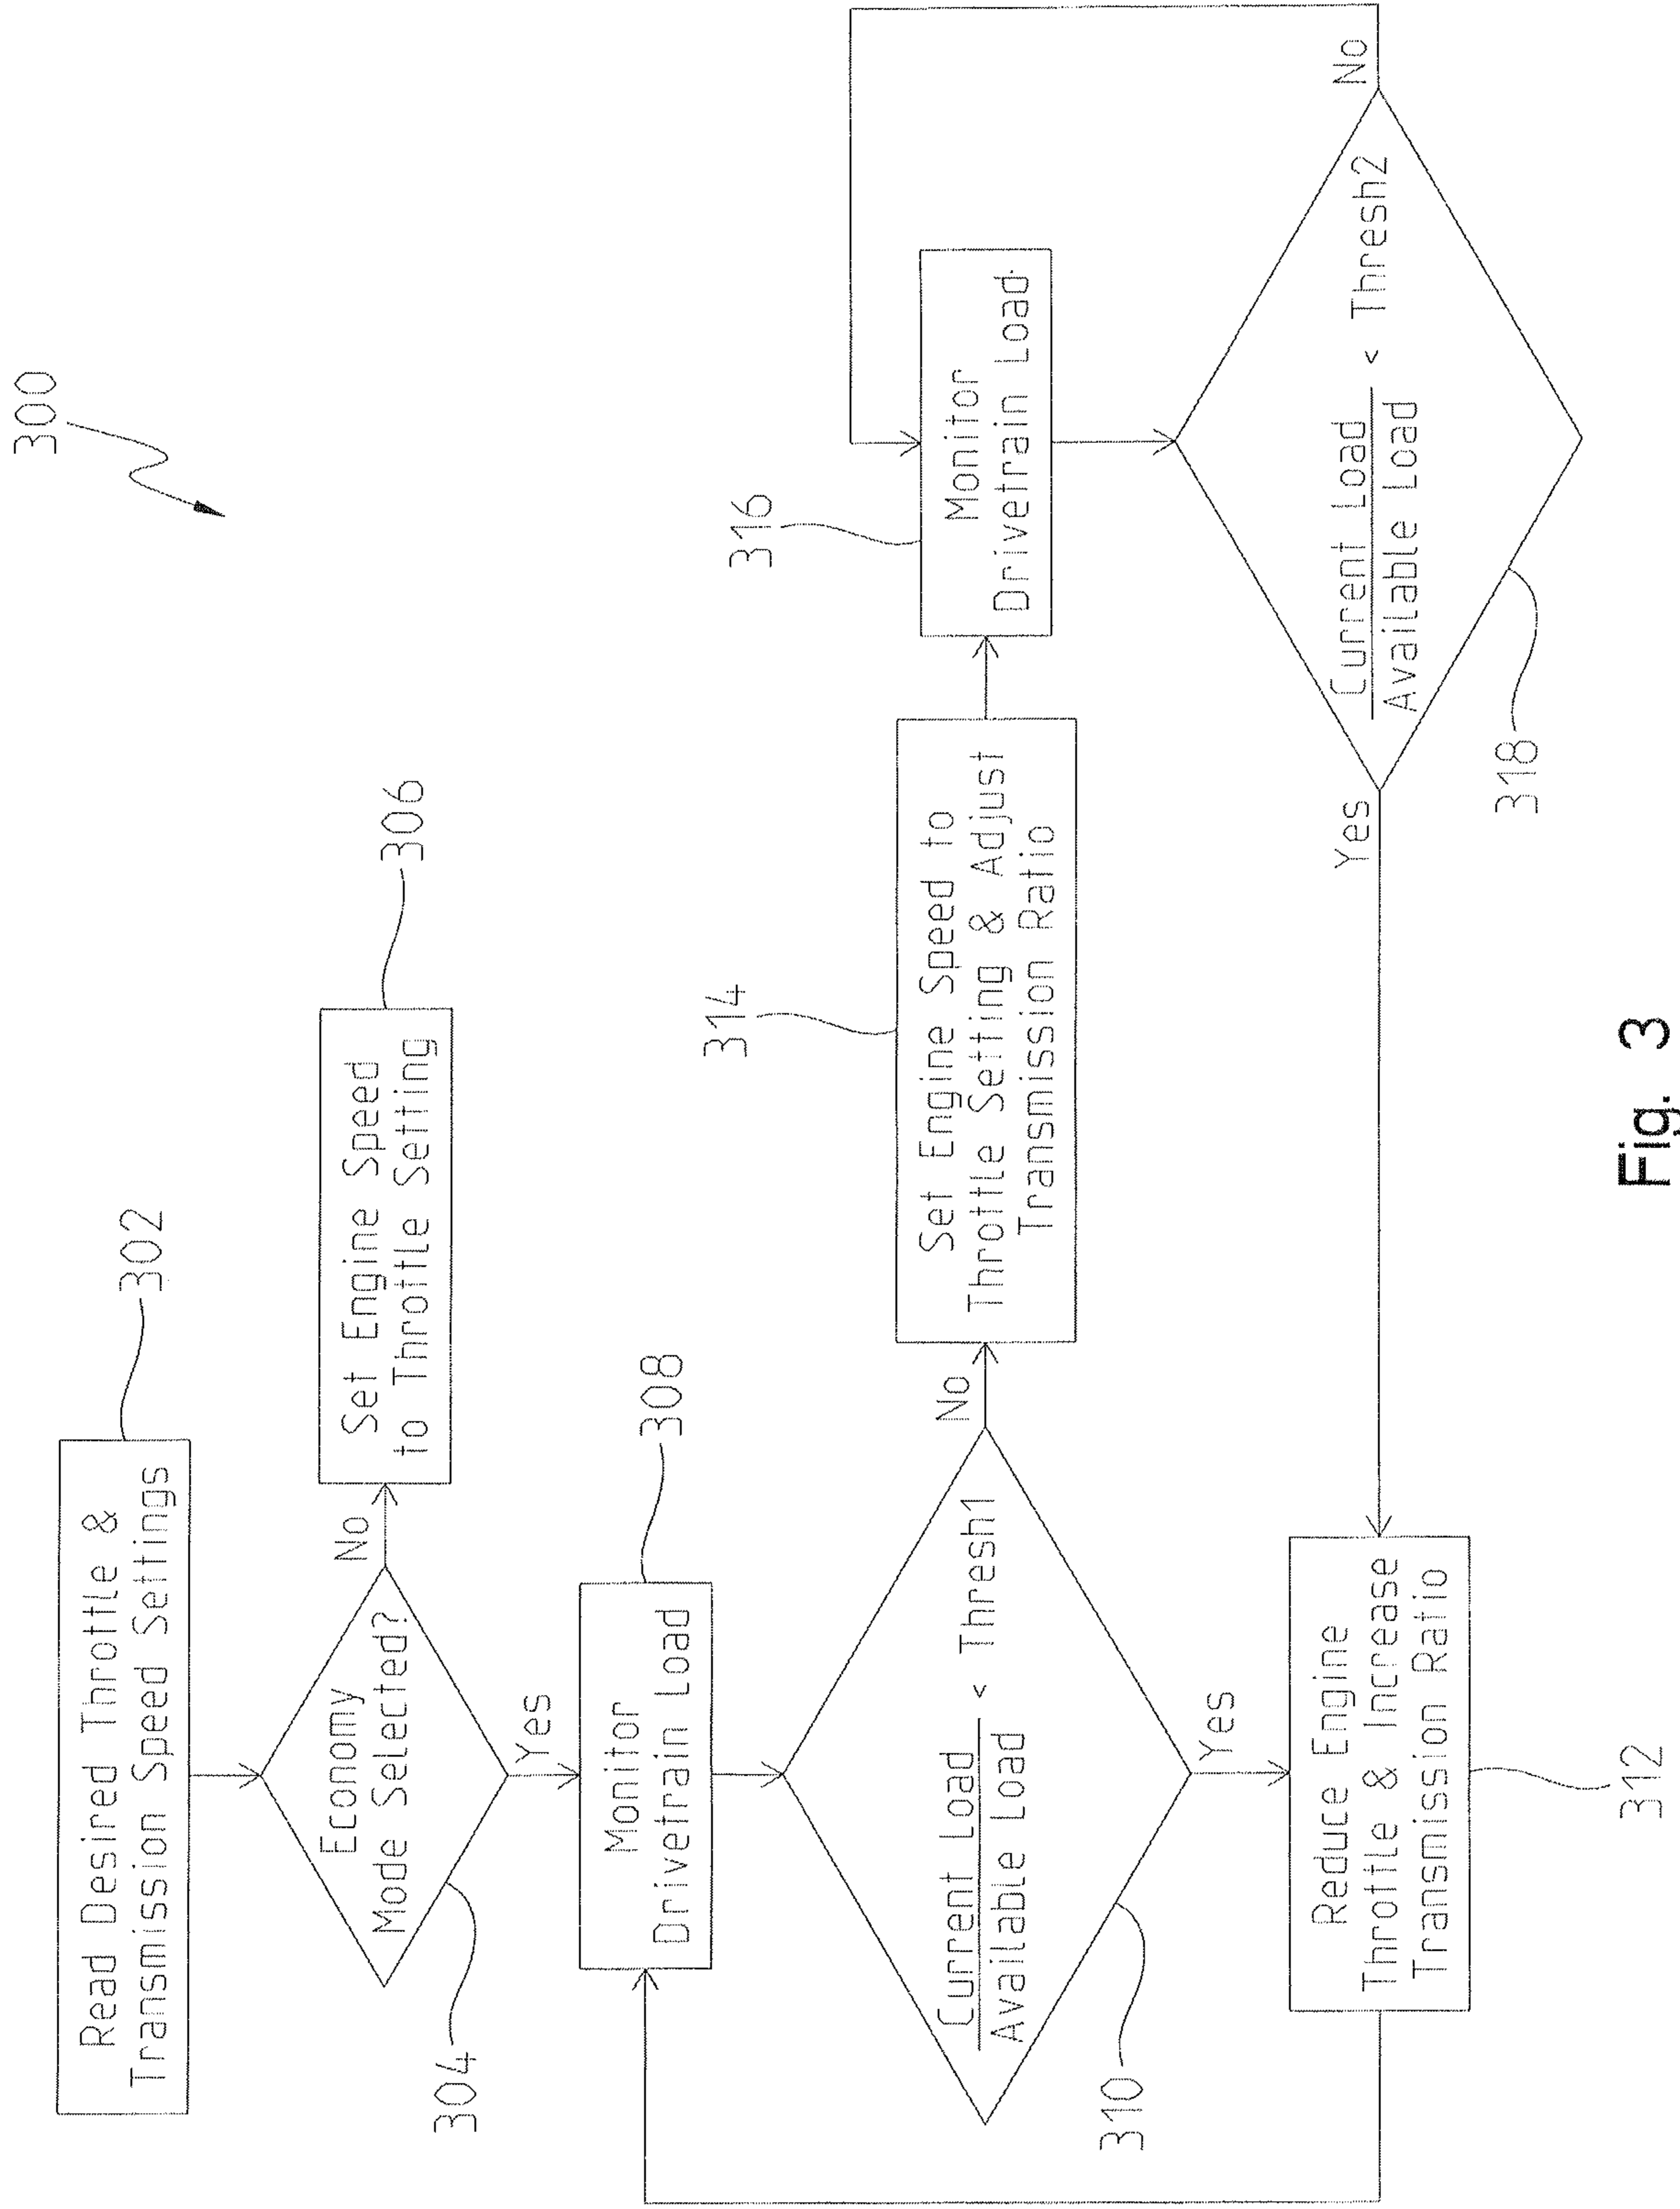 300
Read Desired Throttle &
Transmission Speed Settings
302
Economy
Mode Selected?
304
No
Set Engine Speed
to Throttle Setting
306
Yes
Monitor
Drivetrain Load
308
Current Load
Available Load
< Thresh1
310
No
Set Engine Speed to
Throttle Setting & Adjust
Transmission Ratio
314
Monitor
Drivetrain Load
316
Current Load
Available Load
< Thresh2
318
No
Yes
Yes
Reduce Engine
Throttle & Increase
Transmission Ratio
312
Fig. 3